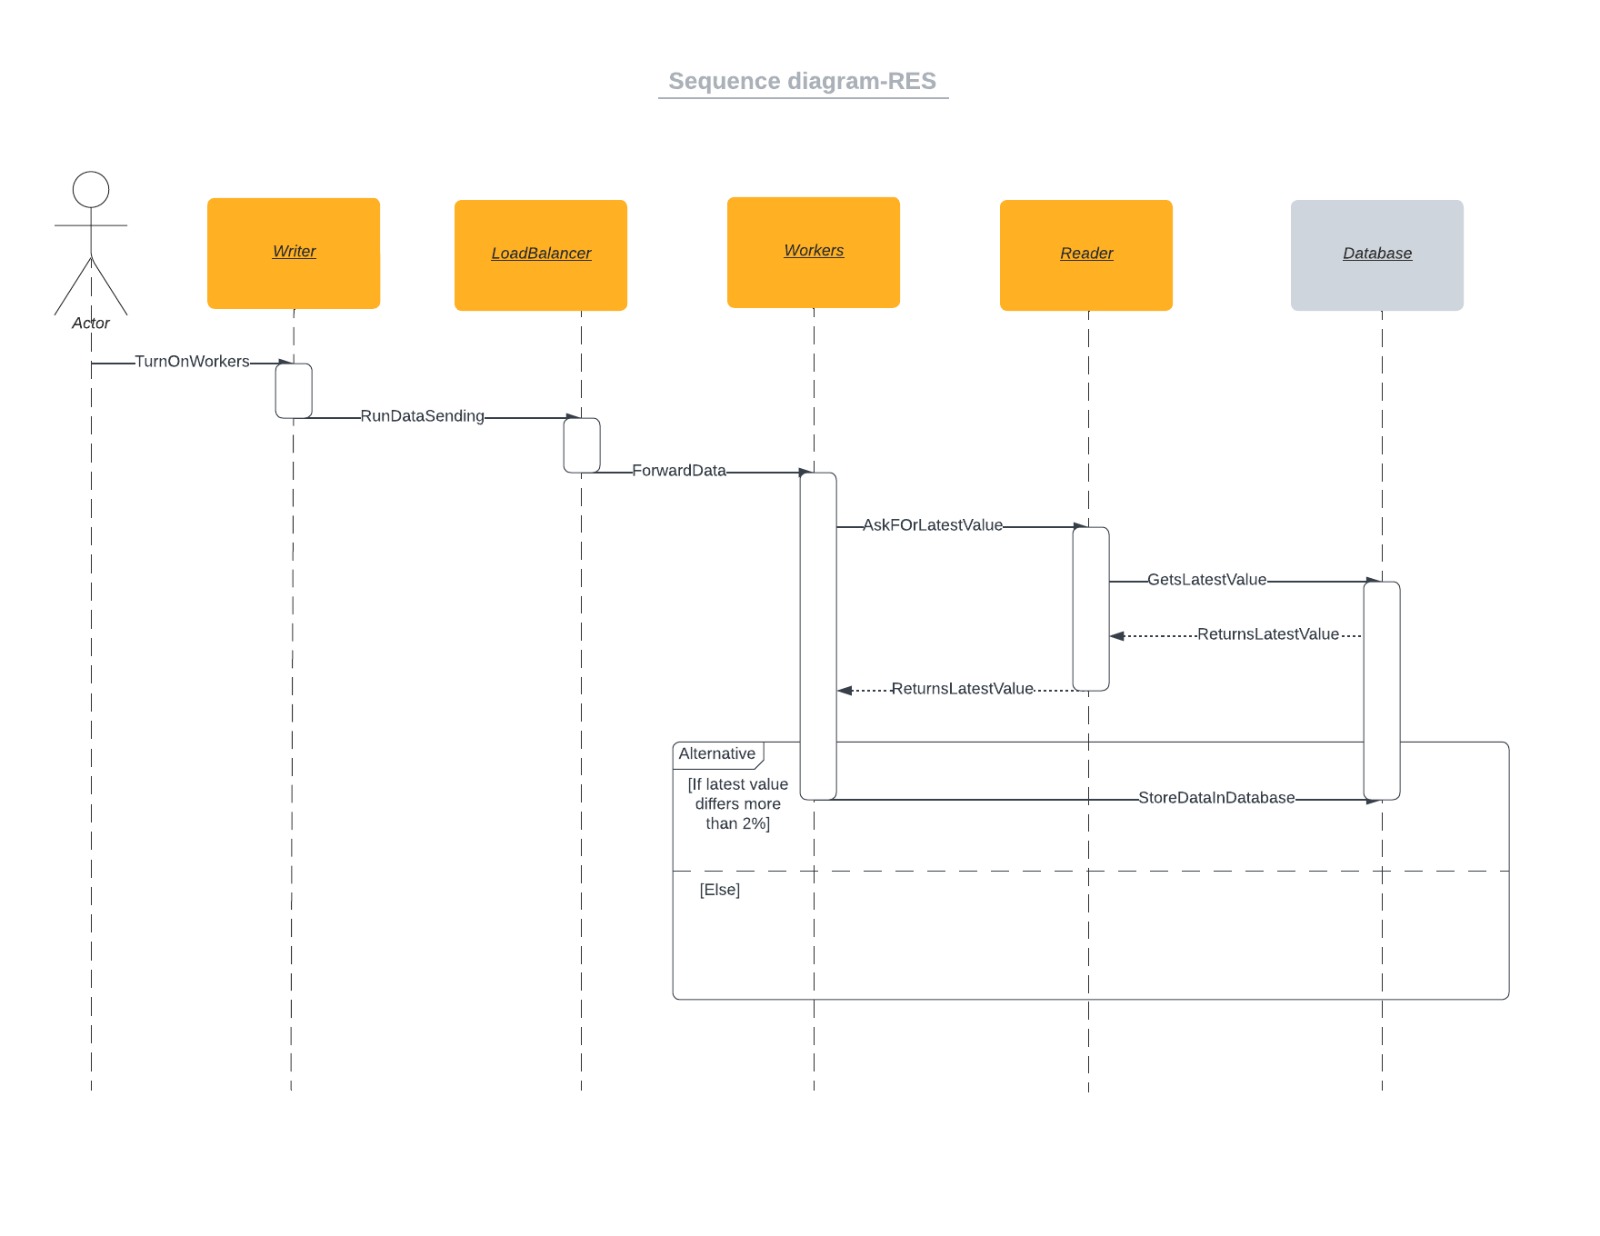 Sequence diagram-RES
Actor
Writer
LoadBalancer
Workers
Reader
Database
TurnOnWorkers
RunDataSending
ForwardData
AskFOrLatestValue
GetsLatestValue
ReturnsLatestValue
ReturnsLatestValue
Alternative
[If latest value
differs more
than 2%]
StoreDataInDatabase
[Else]